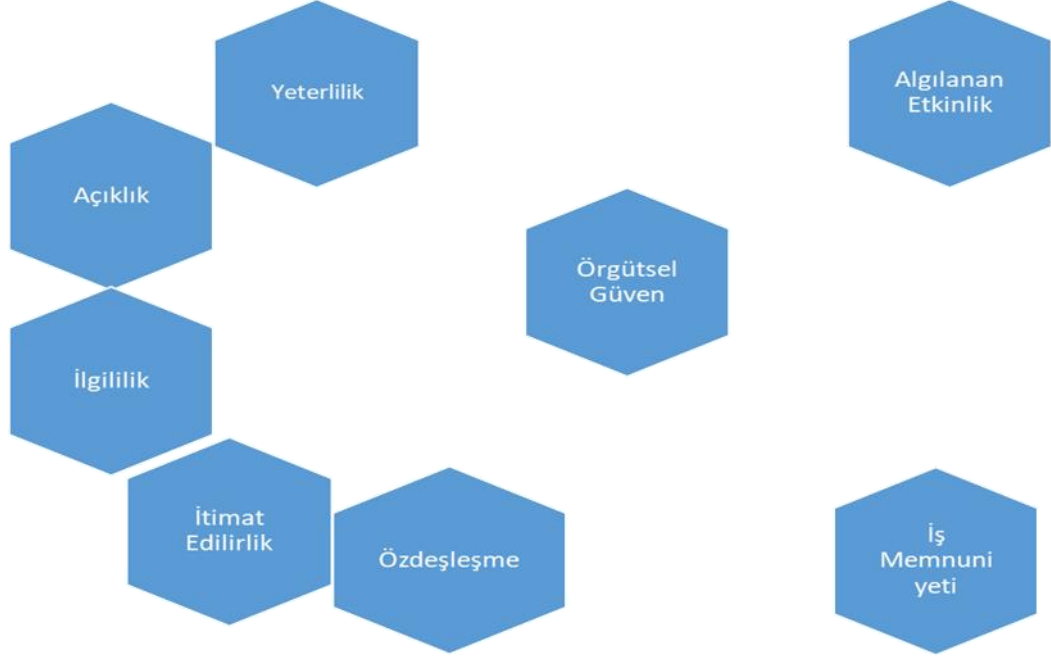 Yeterlilik
Algılanan
Etkinlik
Açıklık
Örgütsel
Güven
İlgililik
İtimat
Edilirlik
Özdeşleşme
İş
Memnuni
yeti